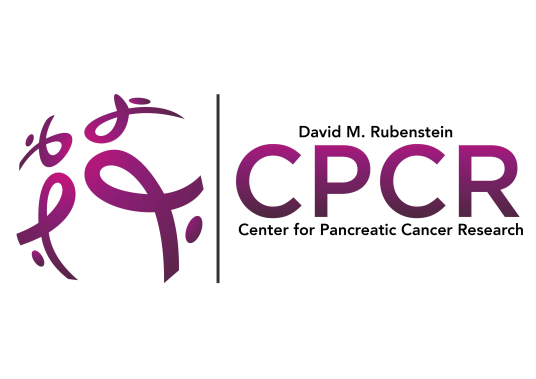 David M. Rubenstein
CPCR
Center for Pancreatic Cancer Research